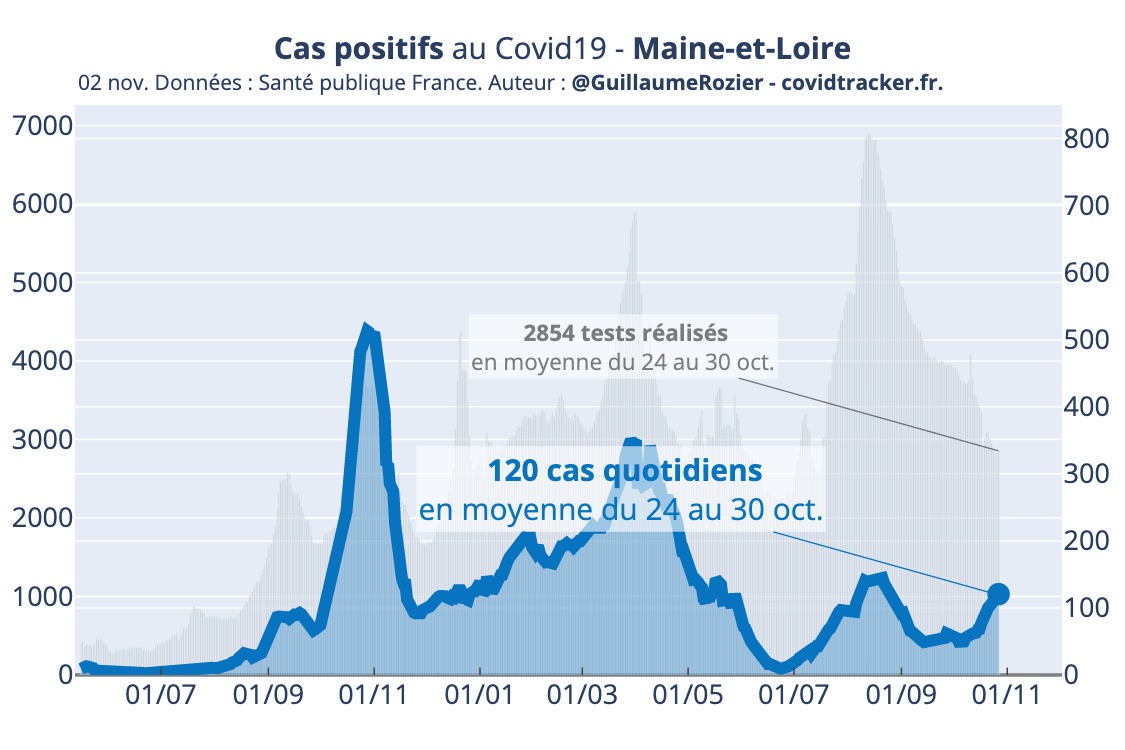 Cas positifs au Covid19 - Maine-et-Loire
02 nov. Données : Santé publique France. Auteur : @GuillaumeRozier - covidtracker.fr.
7000
6000
5000
4000
3000
2000
1000
0
800
700
600
500
400
300
200
100
0
2854 tests réalisés
en moyenne du 24 au 30 oct.
120 cas quotidiens
en moyenne du 24 au 30 oct.
01/07 01/09 01/11 01/01 01/03 01/05 01/07 01/09 01/11